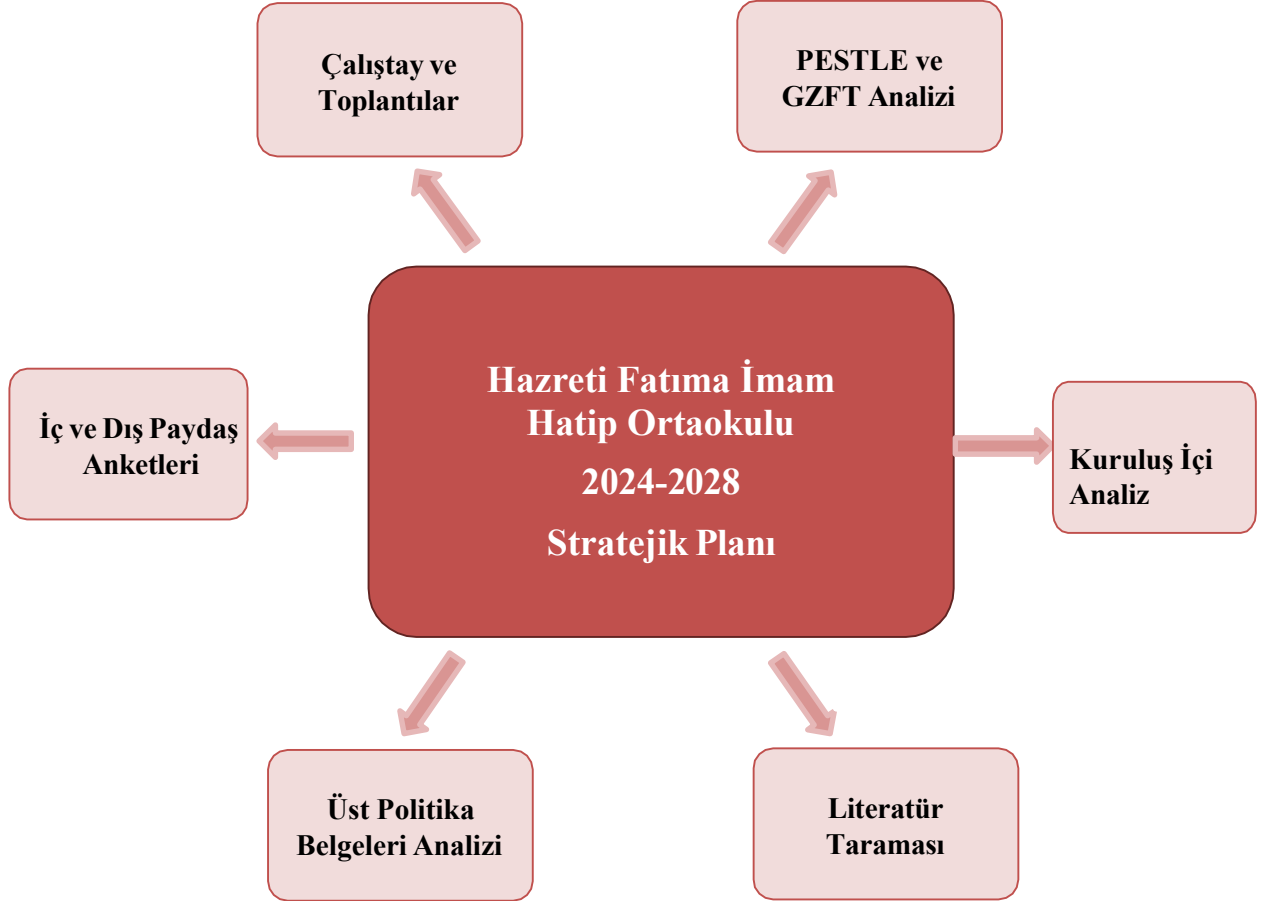 Çalıştay ve
Toplantılar
PESTLE ve
GZFT Analizi
Hazreti Fatıma İmam
Hatip Ortaokulu
2024-2028
Stratejik Planı
İç ve Dış Paydaş
Anketleri
Kuruluş İçi
Analiz
Üst Politika
Belgeleri Analizi
Literatür
Taraması